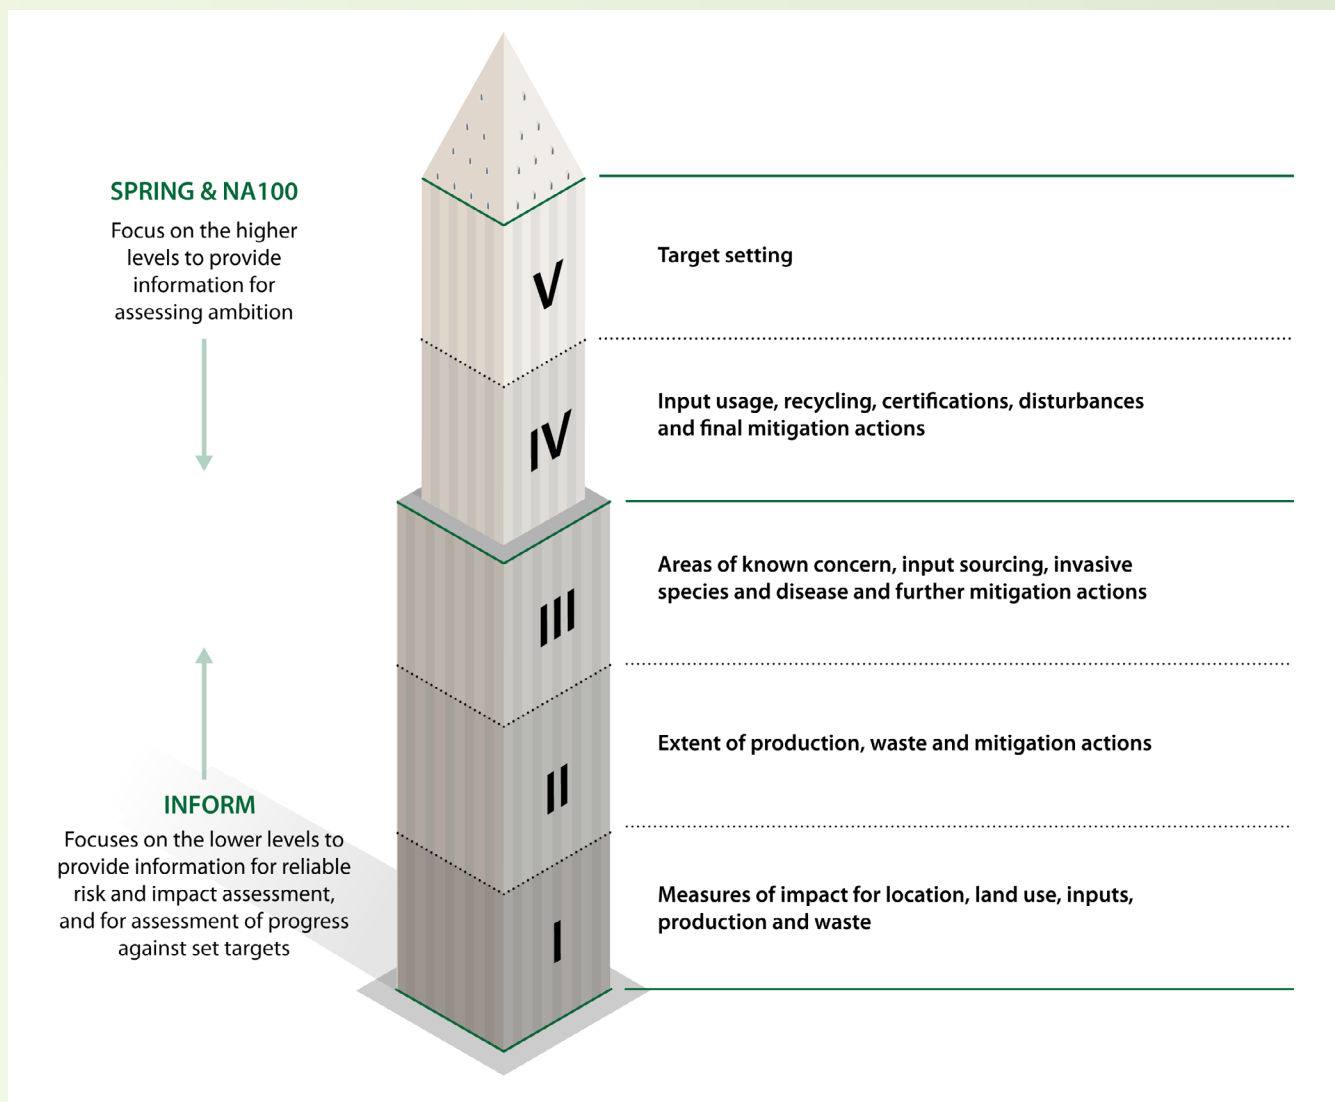 SPRING & NA100
Focus on the higher
levels to provide
information for
assessing ambition
INFORM
Focuses on the lower levels to
provide information for reliable
risk and impact assessment,
and for assessment of progress
against set targets
V
IV
III
II
I
Target setting
Input usage, recycling, certifications, disturbances
and final mitigation actions
Areas of known concern, input sourcing, invasive
species and disease and further mitigation actions
Extent of production, waste and mitigation actions
Measures of impact for location, land use, inputs,
production and waste